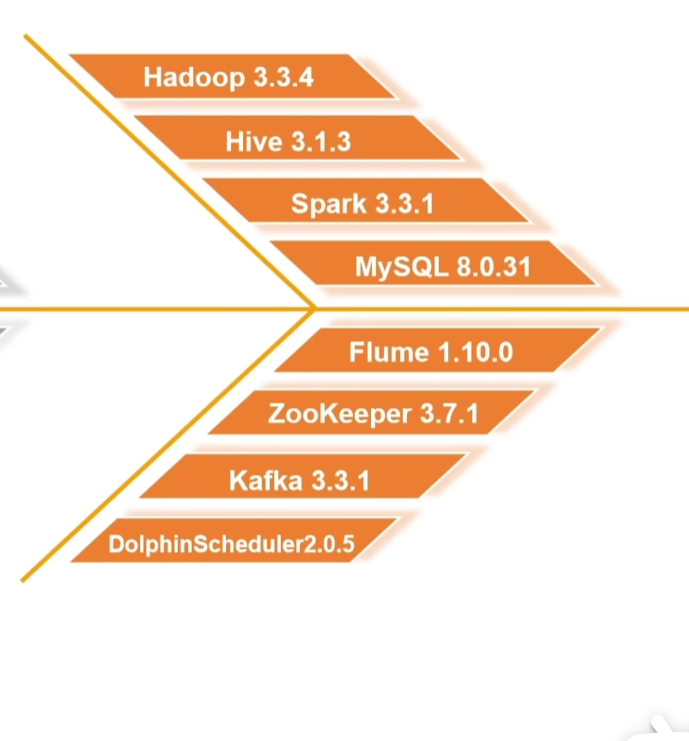 Hadoop 3.3.4
Hive 3.1.3
Spark 3.3.1
MySQL 8.0.31
Flume 1.10.0
ZooKeeper 3.7.1
Kafka 3.3.1
DolphinScheduler2.0.5